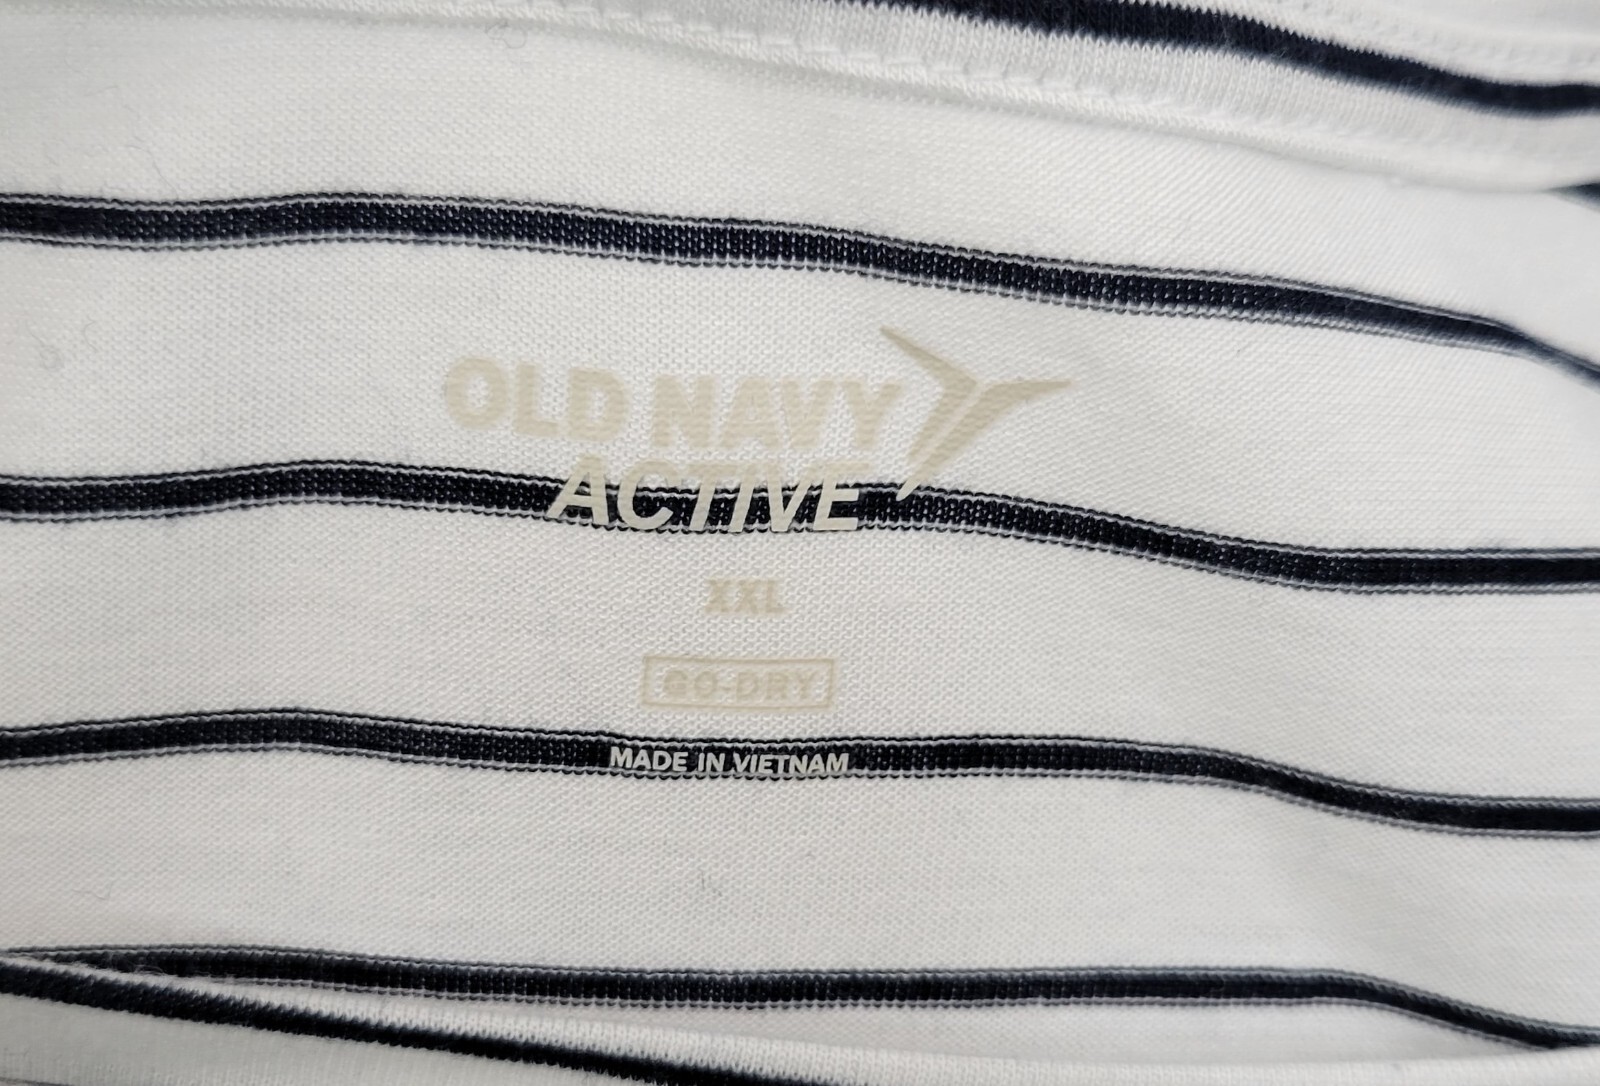 OLD NAVY
ACTIVE
XXL
GO-DRY
MADE IN VIETNAM